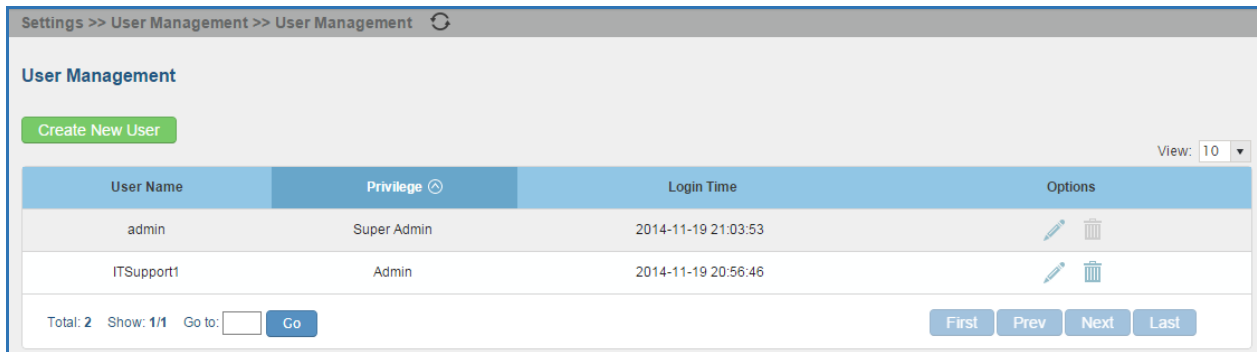 Settings >> User Management >> User Management
User Management
Create New User
View: 10
User Name Privilege Login Time Options
admin Super Admin 2014-11-19 21:03:53
ITSupport1 Admin 2014-11-19 20:56:46
Total: 2 Show: 1/1 Go to: Go First Prev Next Last